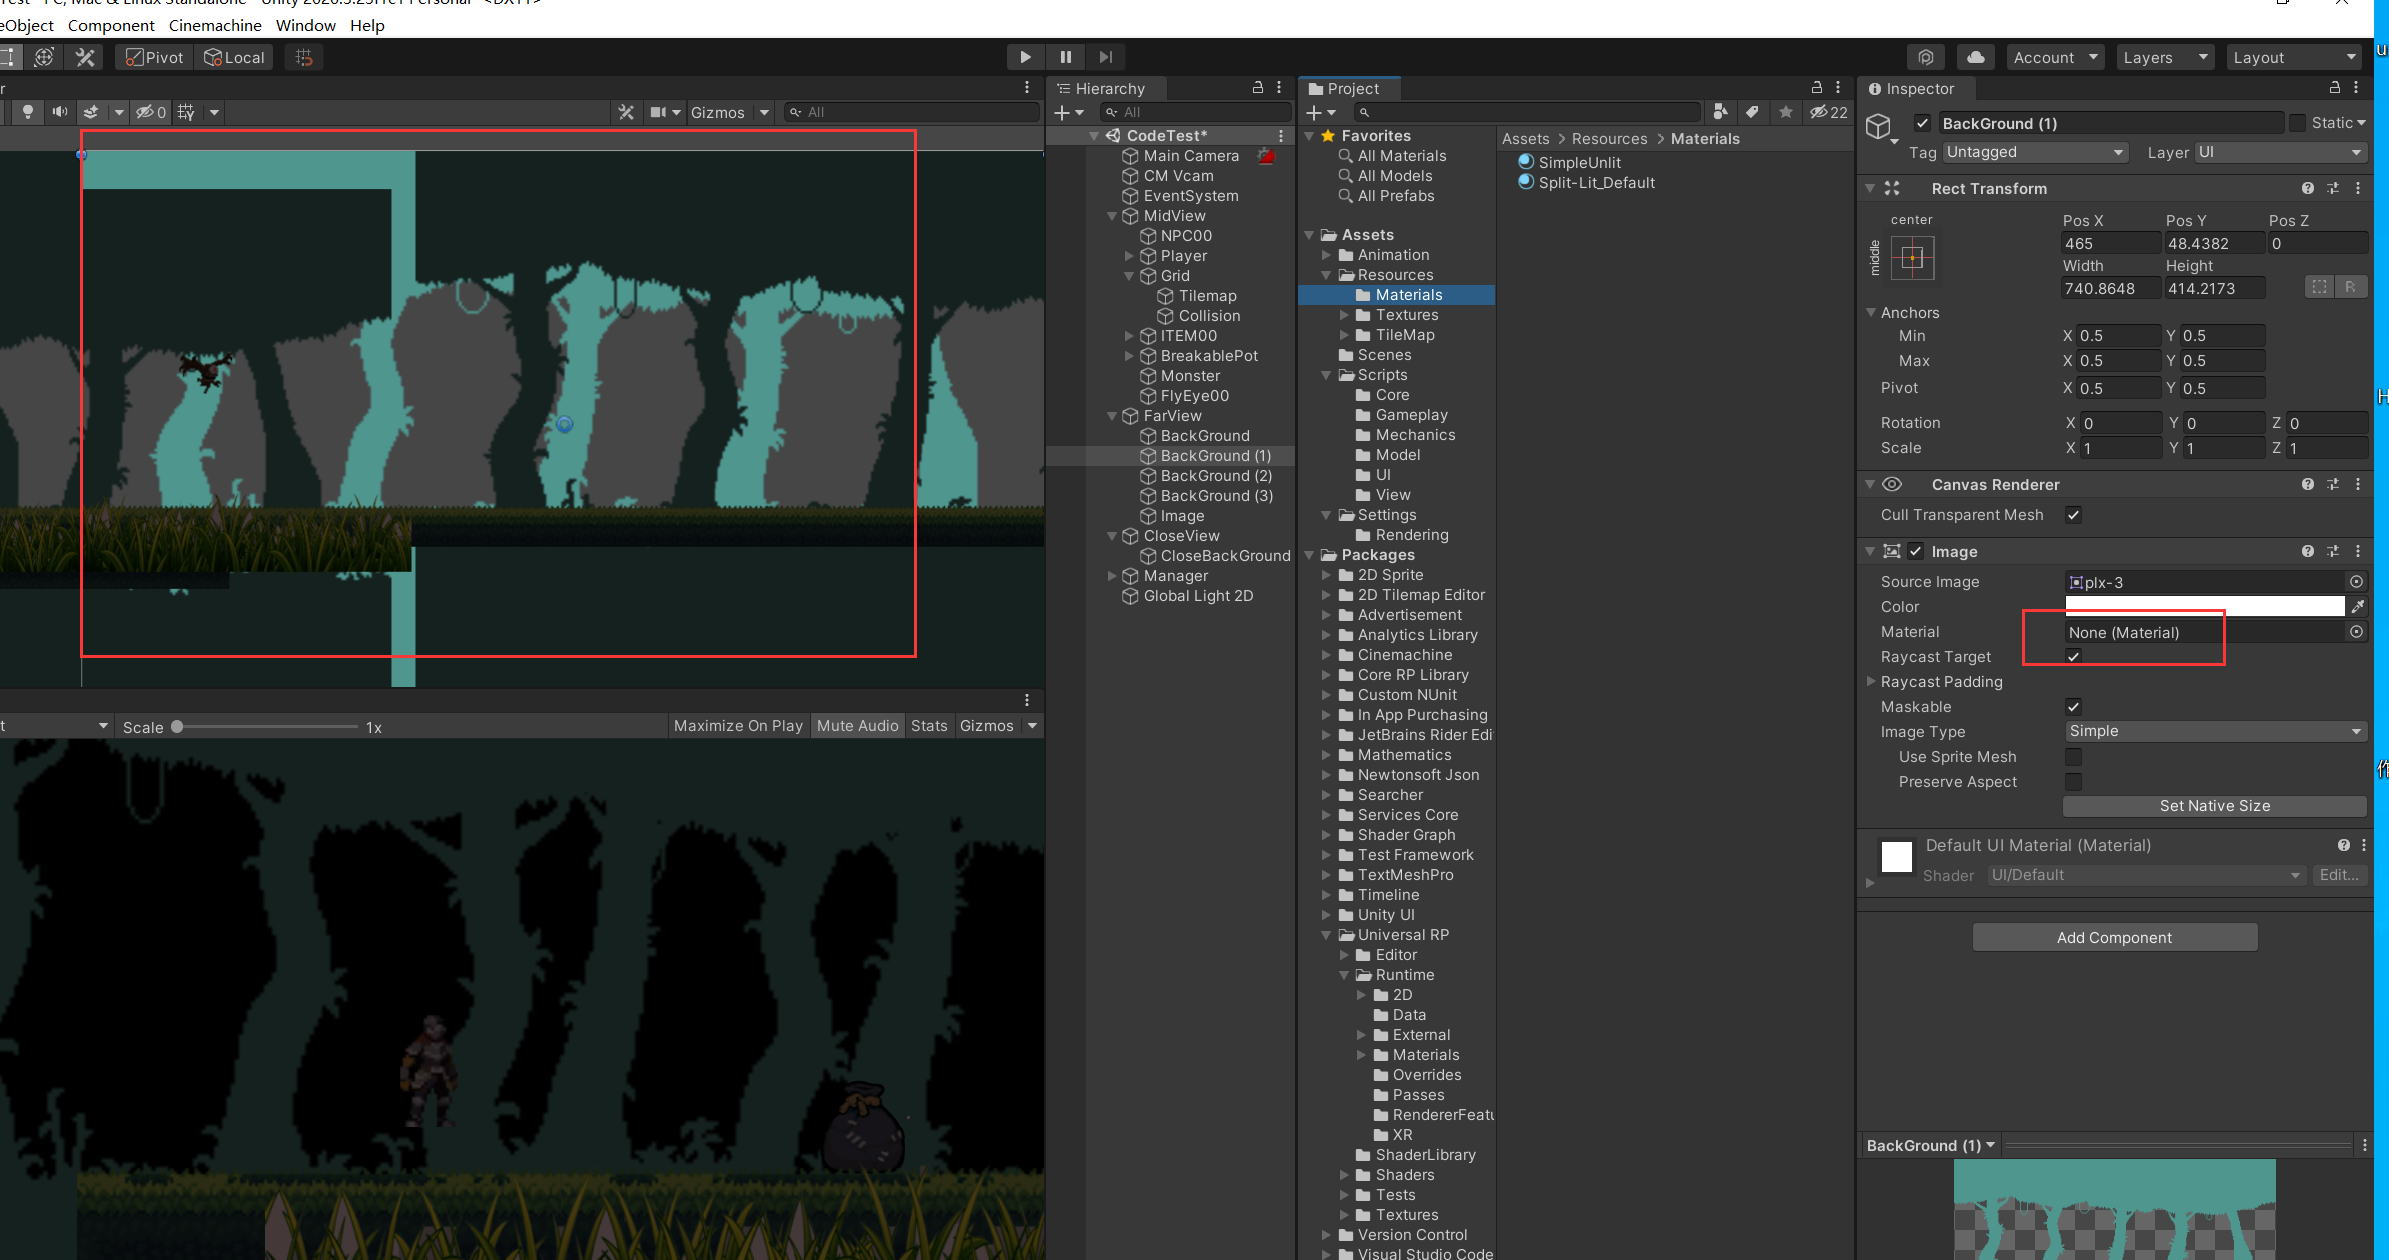 eObject Component Cinemachine Window Help
Pivot Local
Account Layers Layout
0 Gizmos All
Hierarchy
All
CodeTest*
Main Camera
CM Vcam
EventSystem
MidView
NPC00
Player
Grid
Tilemap
Collision
ITEM00
BreakablePot
Monster
FlyEye00
FarView
BackGround
BackGround (1)
BackGround (2)
BackGround (3)
Image
CloseView
CloseBackGround
Manager
Global Light 2D
Project
22
Favorites
All Materials
All Models
All Prefabs
Assets
Animation
Resources
Materials
Textures
TileMap
Scenes
Scripts
Core
Gameplay
Mechanics
Model
UI
View
Settings
Rendering
Packages
2D Sprite
2D Tilemap Editor
Advertisement
Analytics Library
Cinemachine
Core RP Library
Custom NUnit
In App Purchasing
JetBrains Rider Edi
Mathematics
Newtonsoft Json
Searcher
Services Core
Shader Graph
Test Framework
TextMeshPro
Timeline
Unity UI
Universal RP
Editor
Runtime
2D
Data
External
Materials
Overrides
Passes
RendererFeatu
XR
ShaderLibrary
Shaders
Tests
Textures
Version Control
Visual Studio Code
Assets > Resources > Materials
SimpleUnlit
Split-Lit_Default
Inspector
BackGround (1) Static
Tag Untagged Layer UI
Rect Transform
center
middle
Pos X Pos Y Pos Z
465 48.4382 0
Width Height
740.8648 414.2173 R
Anchors
Min X 0.5 Y 0.5
Max X 0.5 Y 0.5
Pivot X 0.5 Y 0.5
Rotation X 0 Y 0 Z 0
Scale X 1 Y 1 Z 1
Canvas Renderer
Cull Transparent Mesh
Image
Source Image plx-3
Color
Material None (Material)
Raycast Target
Raycast Padding
Maskable
Image Type Simple
Use Sprite Mesh
Preserve Aspect
Set Native Size
Default UI Material (Material)
Shader UI/Default Edit...
Add Component
BackGround (1)
t Scale 1x Maximize On Play Mute Audio Stats Gizmos